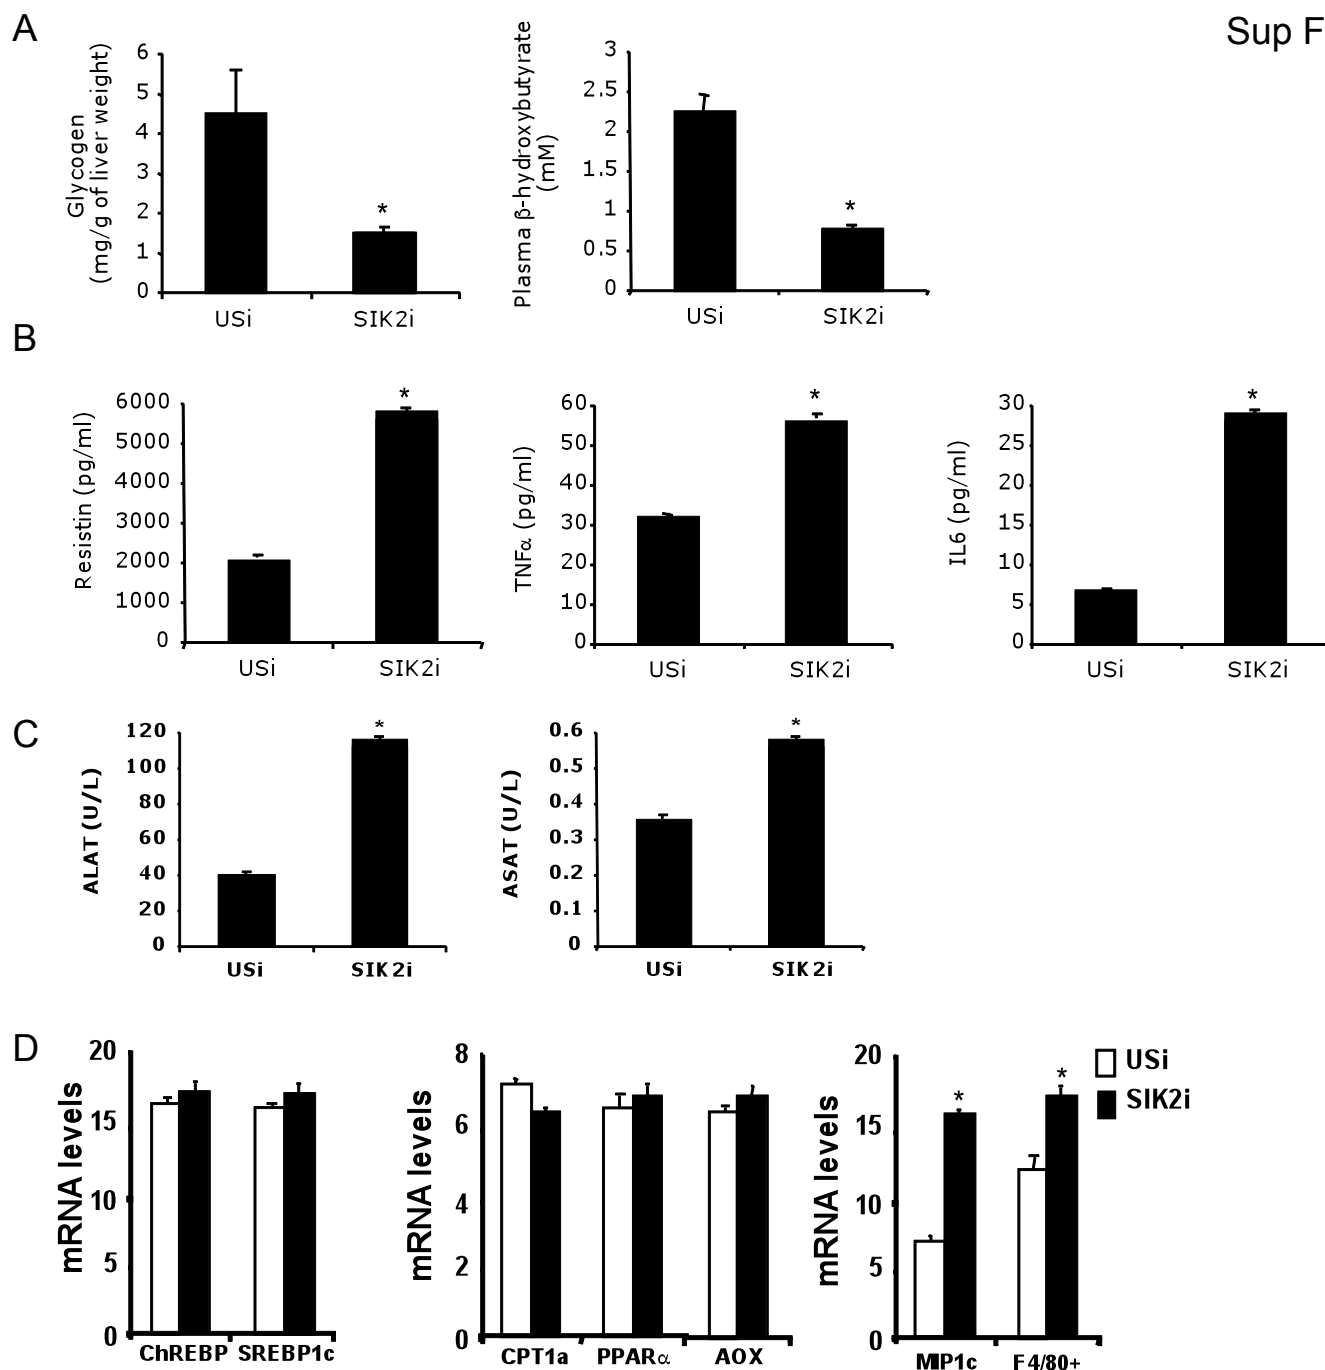 A
Sup F
Glycogen
(mg/g of liver weight)
6
5
4
3
2
1
0
*
USi
SIK2i
Plasma β-hydroxybutyrate
(mM)
3
2.5
2
1.5
1
0.5
0
*
USi
SIK2i
B
Resistin (pg/ml)
6000
5000
4000
3000
2000
1000
0
*
USi
SIK2i
TNFα (pg/ml)
60
50
40
30
20
10
0
*
USi
SIK2i
IL6 (pg/ml)
30
25
20
15
10
5
0
*
USi
SIK2i
C
ALAT (U/L)
120
100
80
60
40
20
0
*
USi
SIK2i
ASAT (U/L)
0.6
0.5
0.4
0.3
0.2
0.1
0
*
USi
SIK2i
D
mRNA levels
20
15
10
5
0
ChREBP
SREBP1c
mRNA levels
8
6
4
2
0
CPT1a
PPARα
AOX
mRNA levels
20
15
10
5
0
*
*
MIP1c
F4/80+
USi
SIK2i